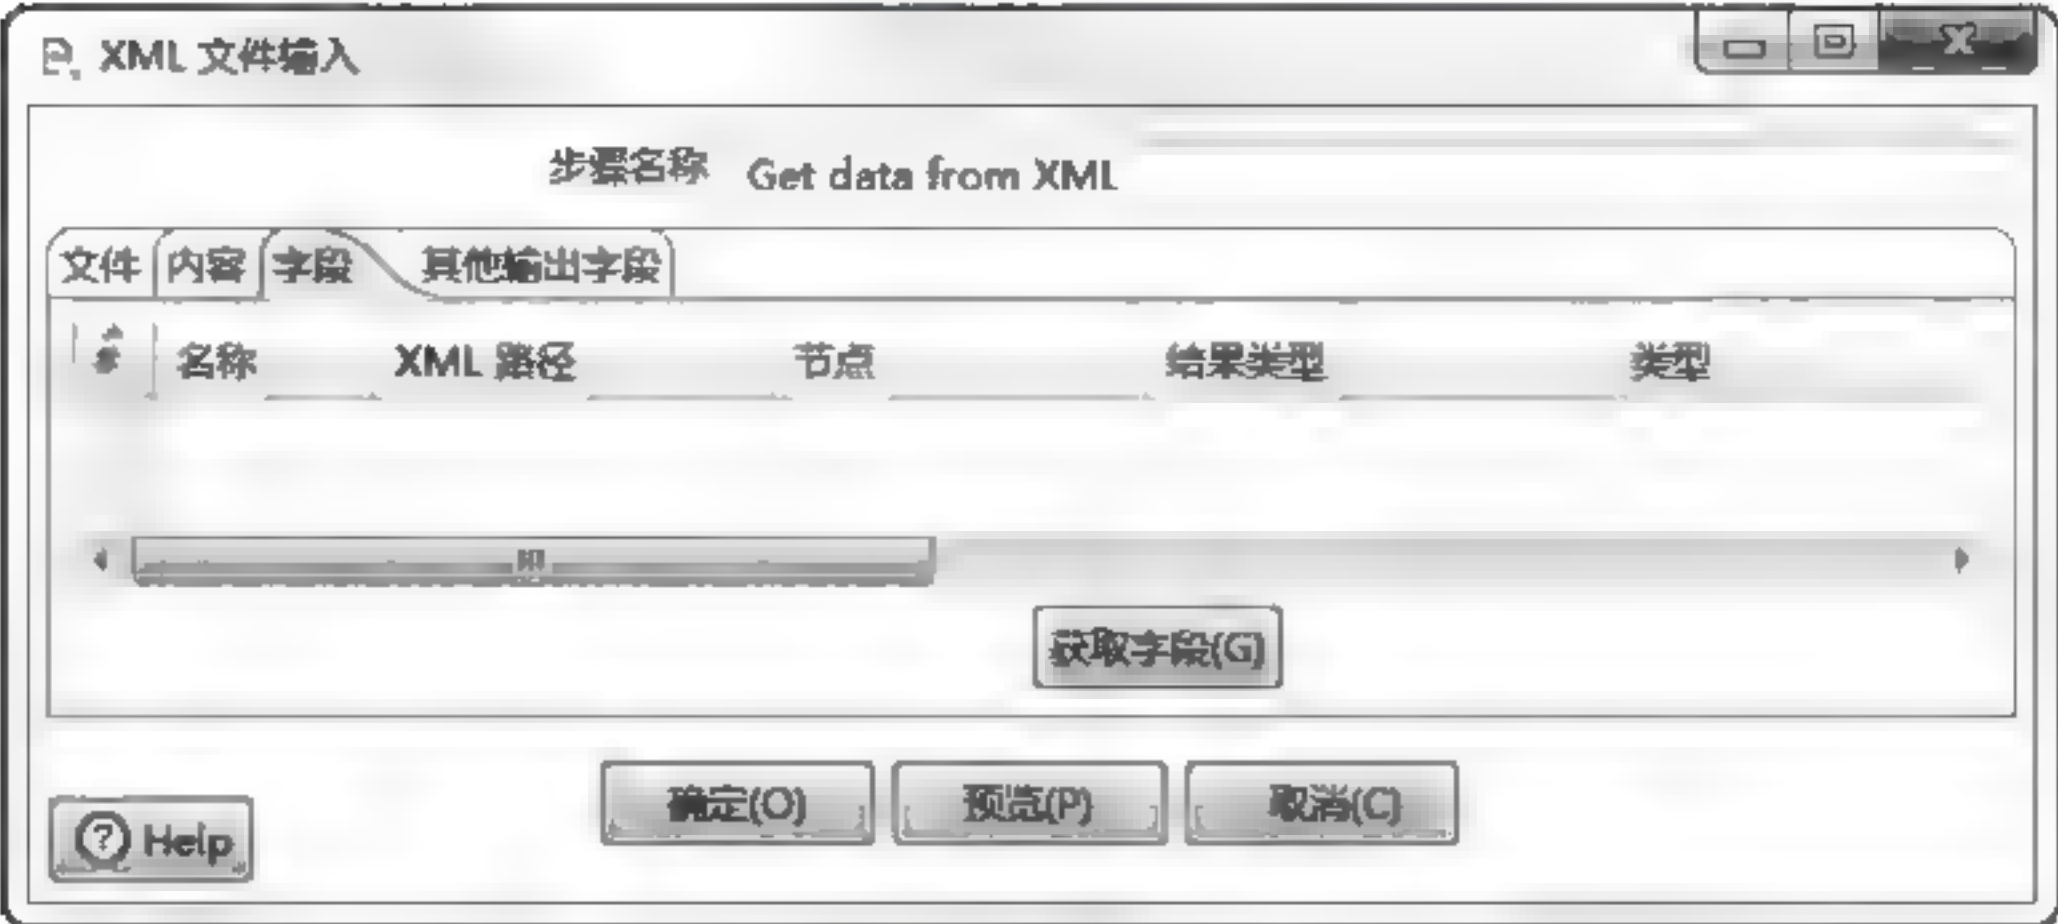 XML 文件输入
步骤名称 Get data from XML
文件 内容 字段 其他输出字段
# 名称 XML 路径 节点 结果类型 类型
获取字段(G)
确定(O) 预览(P) 取消(C)
Help